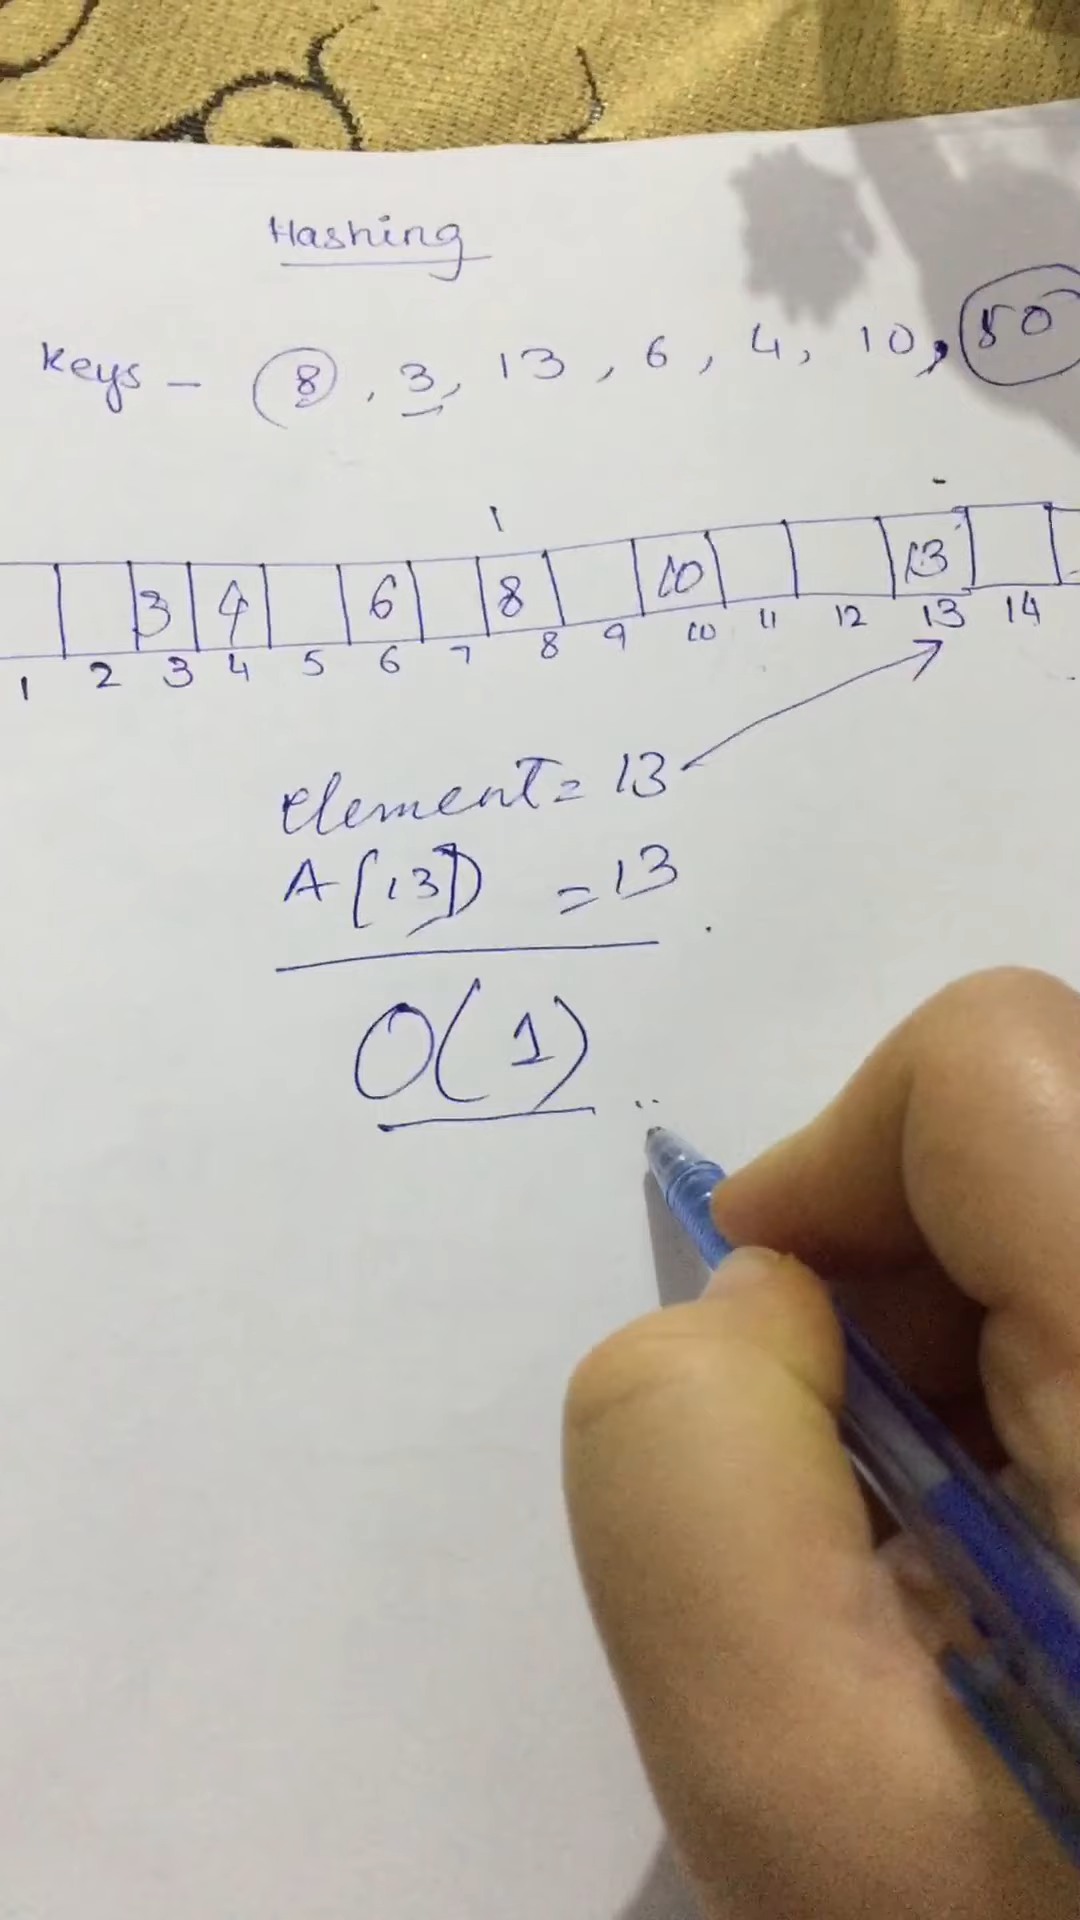 Hashing
Keys - 8, 3, 13, 6, 4, 10, 50
3 4 6 8 10 13
1 2 3 4 5 6 7 8 9 10 11 12 13 14
element = 13
A[13] = 13
O(1)